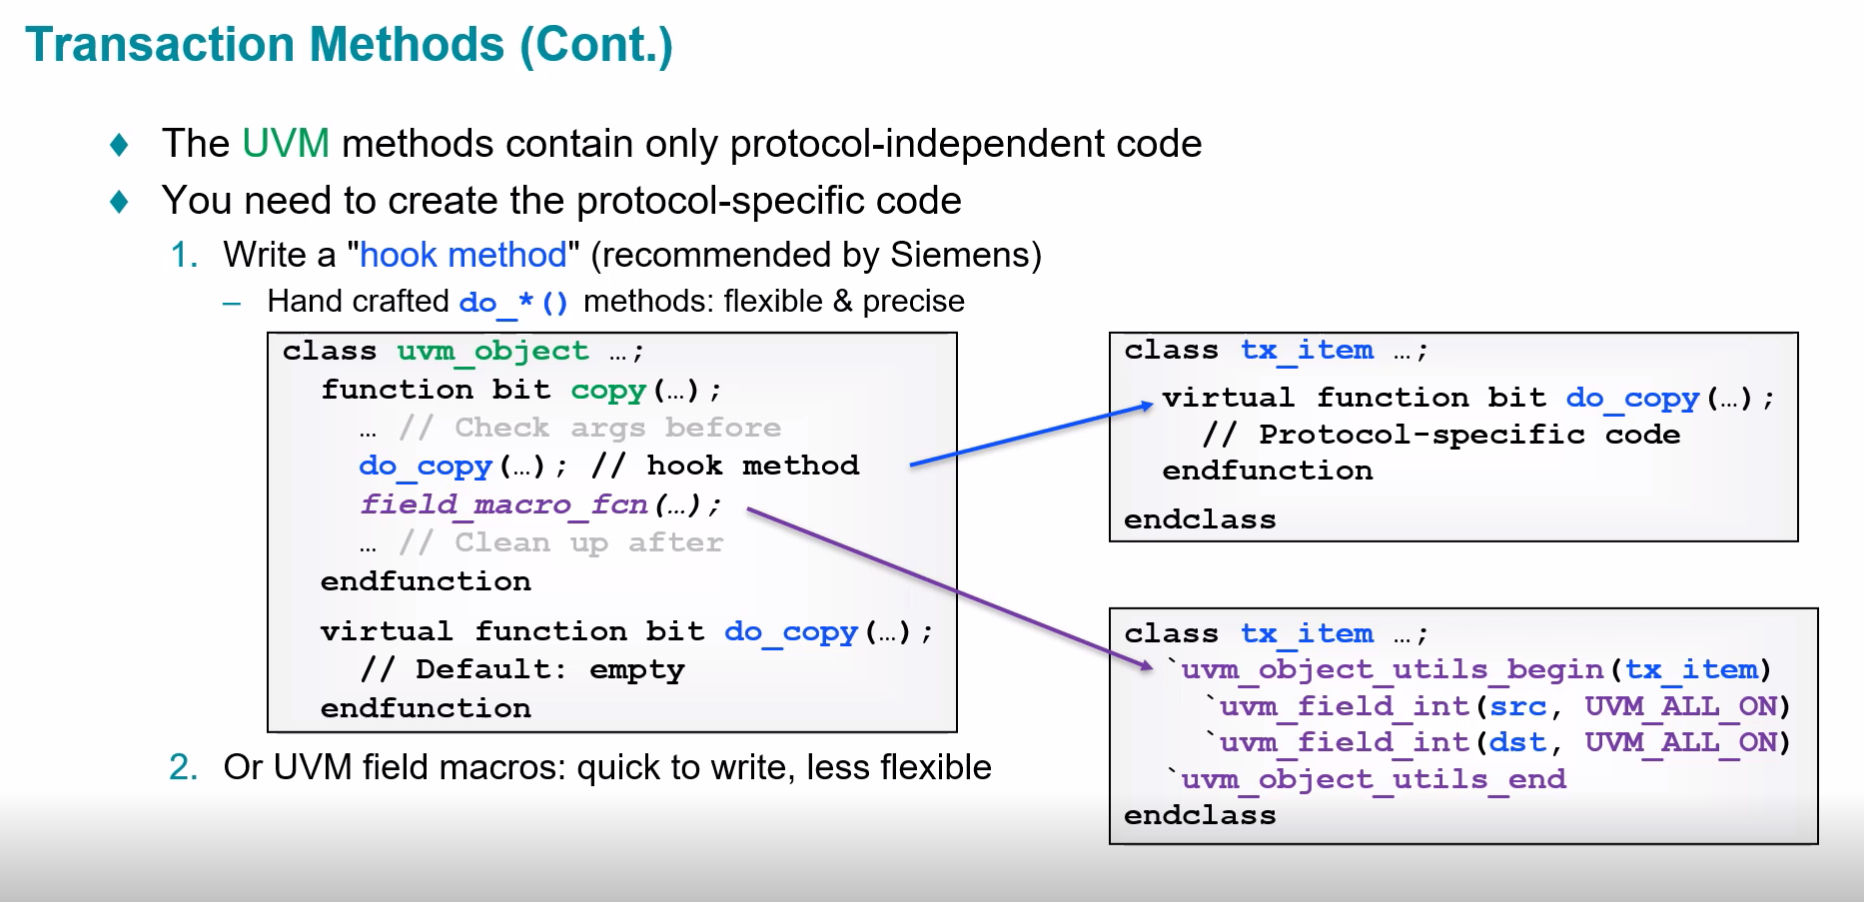 Transaction Methods (Cont.)
♦ The UVM methods contain only protocol-independent code
♦ You need to create the protocol-specific code
1. Write a "hook method" (recommended by Siemens)
– Hand crafted do_*() methods: flexible & precise
class uvm_object …;
function bit copy(…);
… // Check args before
do_copy(…); // hook method
field_macro_fcn(…);
… // Clean up after
endfunction
virtual function bit do_copy(…);
// Default: empty
endfunction
class tx_item …;
virtual function bit do_copy(…);
// Protocol-specific code
endfunction
endclass
class tx_item …;
`uvm_object_utils_begin(tx_item)
`uvm_field_int(src, UVM_ALL_ON)
`uvm_field_int(dst, UVM_ALL_ON)
`uvm_object_utils_end
endclass
2. Or UVM field macros: quick to write, less flexible